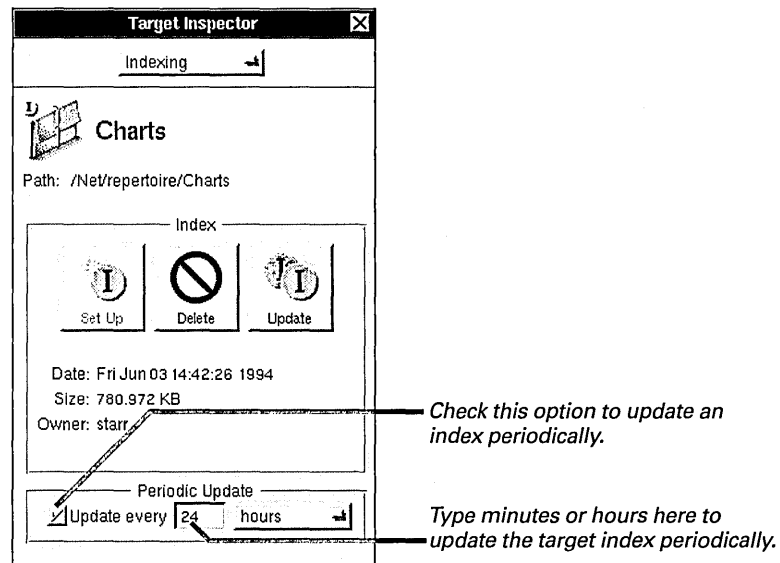 Target Inspector
Indexing
Charts
Path: /Net/repertoire/Charts
Index
Set Up Delete Update
Date: Fri Jun 03 14:42:26 1994
Size: 780.972 KB
Owner: starr
Check this option to update an
index periodically.
Periodic Update
Update every 24 hours
Type minutes or hours here to
update the target index periodically.